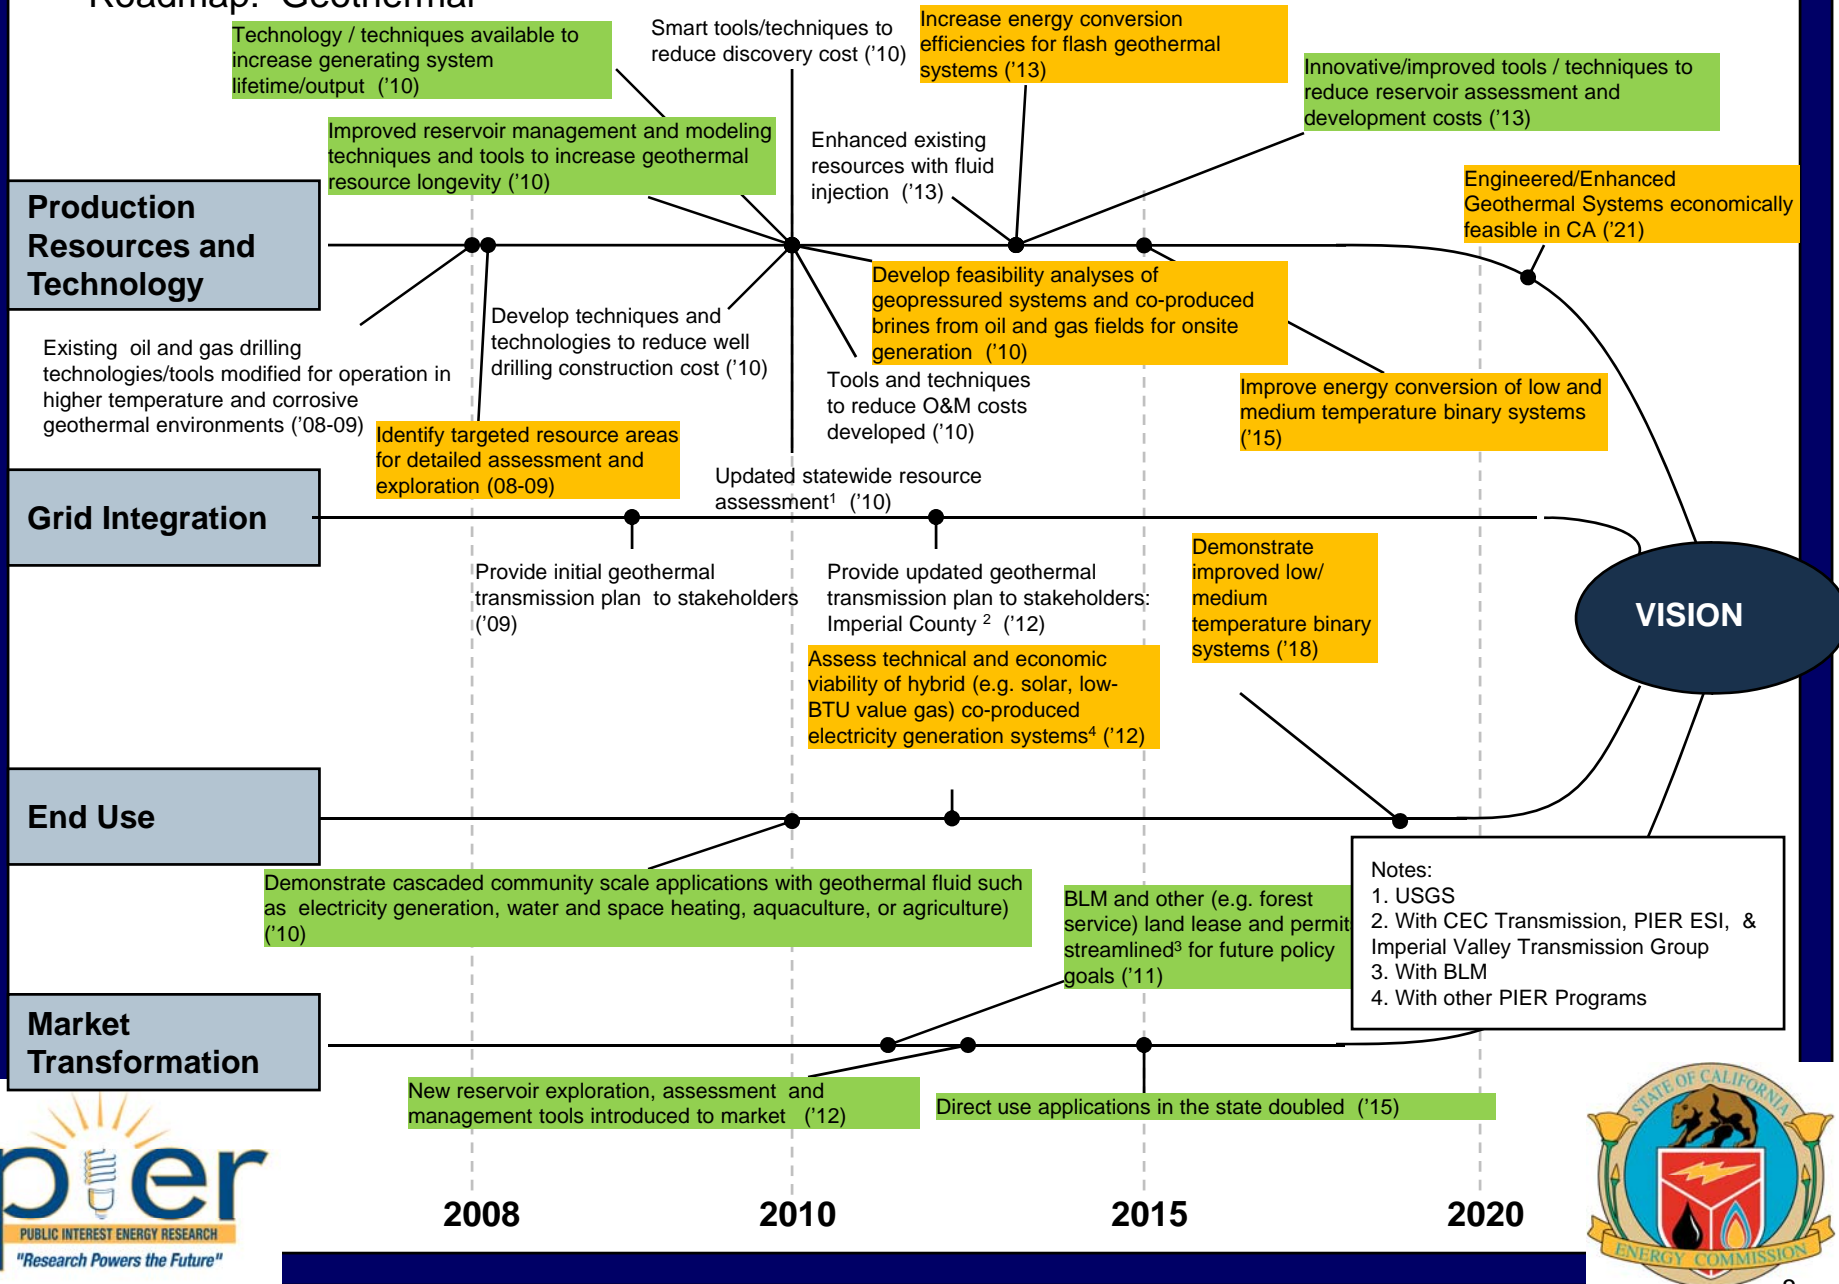 Roadmap: Geothermal
Technology / techniques available to
increase generating system
lifetime/output ('10)
Smart tools/techniques to
reduce discovery cost ('10)
Increase energy conversion
efficiencies for flash geothermal
systems ('13)
Innovative/improved tools / techniques to
reduce reservoir assessment and
development costs ('13)
Improved reservoir management and modeling
techniques and tools to increase geothermal
resource longevity ('10)
Enhanced existing
resources with fluid
injection ('13)
Engineered/Enhanced
Geothermal Systems economically
feasible in CA ('21)
Production
Resources and
Technology
Existing oil and gas drilling
technologies/tools modified for operation in
higher temperature and corrosive
geothermal environments ('08-09)
Develop techniques and
technologies to reduce well
drilling construction cost ('10)
Develop feasibility analyses of
geopressured systems and co-produced
brines from oil and gas fields for onsite
generation ('10)
Tools and techniques
to reduce O&M costs
developed ('10)
Improve energy conversion of low and
medium temperature binary systems
('15)
Identify targeted resource areas
for detailed assessment and
exploration (08-09)
Updated statewide resource
assessment¹ ('10)
Grid Integration
Provide initial geothermal
transmission plan to stakeholders
('09)
Provide updated geothermal
transmission plan to stakeholders:
Imperial County ² ('12)
Demonstrate
improved low/
medium
temperature binary
systems ('18)
VISION
Assess technical and economic
viability of hybrid (e.g. solar, low-
BTU value gas) co-produced
electricity generation systems⁴ ('12)
End Use
Demonstrate cascaded community scale applications with geothermal fluid such
as electricity generation, water and space heating, aquaculture, or agriculture)
('10)
BLM and other (e.g. forest
service) land lease and permit
streamlined³ for future policy
goals ('11)
Notes:
1. USGS
2. With CEC Transmission, PIER ESI, &
Imperial Valley Transmission Group
3. With BLM
4. With other PIER Programs
Market
Transformation
New reservoir exploration, assessment and
management tools introduced to market ('12)
Direct use applications in the state doubled ('15)
2008 2010 2015 2020
pier
PUBLIC INTEREST ENERGY RESEARCH
"Research Powers the Future"
STATE OF CALIFORNIA
ENERGY COMMISSION